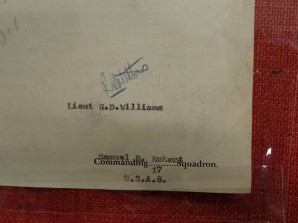 Lieut H.D.Williams
Samuel B. Eckert
Commanding.........Squadron.
17
U.S.A.S.